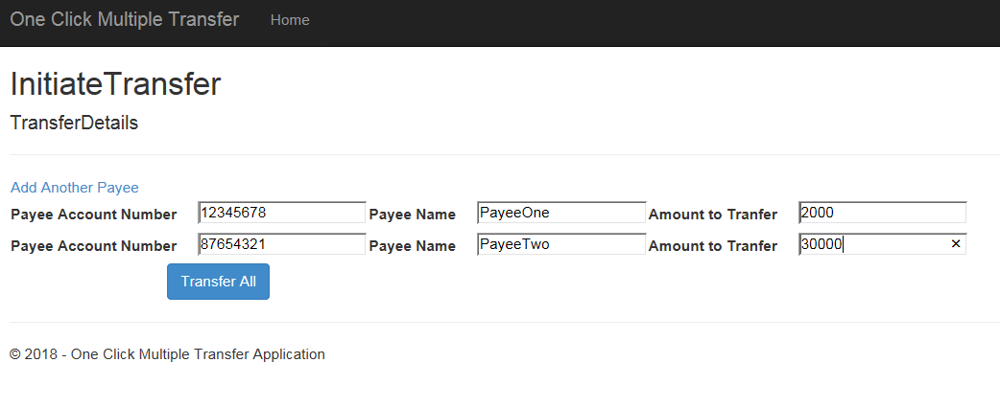 One Click Multiple Transfer Home
InitiateTransfer
TransferDetails
Add Another Payee
Payee Account Number 12345678 Payee Name PayeeOne Amount to Tranfer 2000
Payee Account Number 87654321 Payee Name PayeeTwo Amount to Tranfer 30000 ×
Transfer All
© 2018 - One Click Multiple Transfer Application